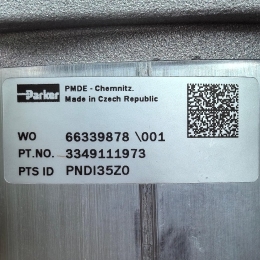 Parker
PMDE - Chemnitz.
Made in Czech Republic
WO 66339878 \001
PT.NO. 3349111973
PTS ID PNDI35Z0